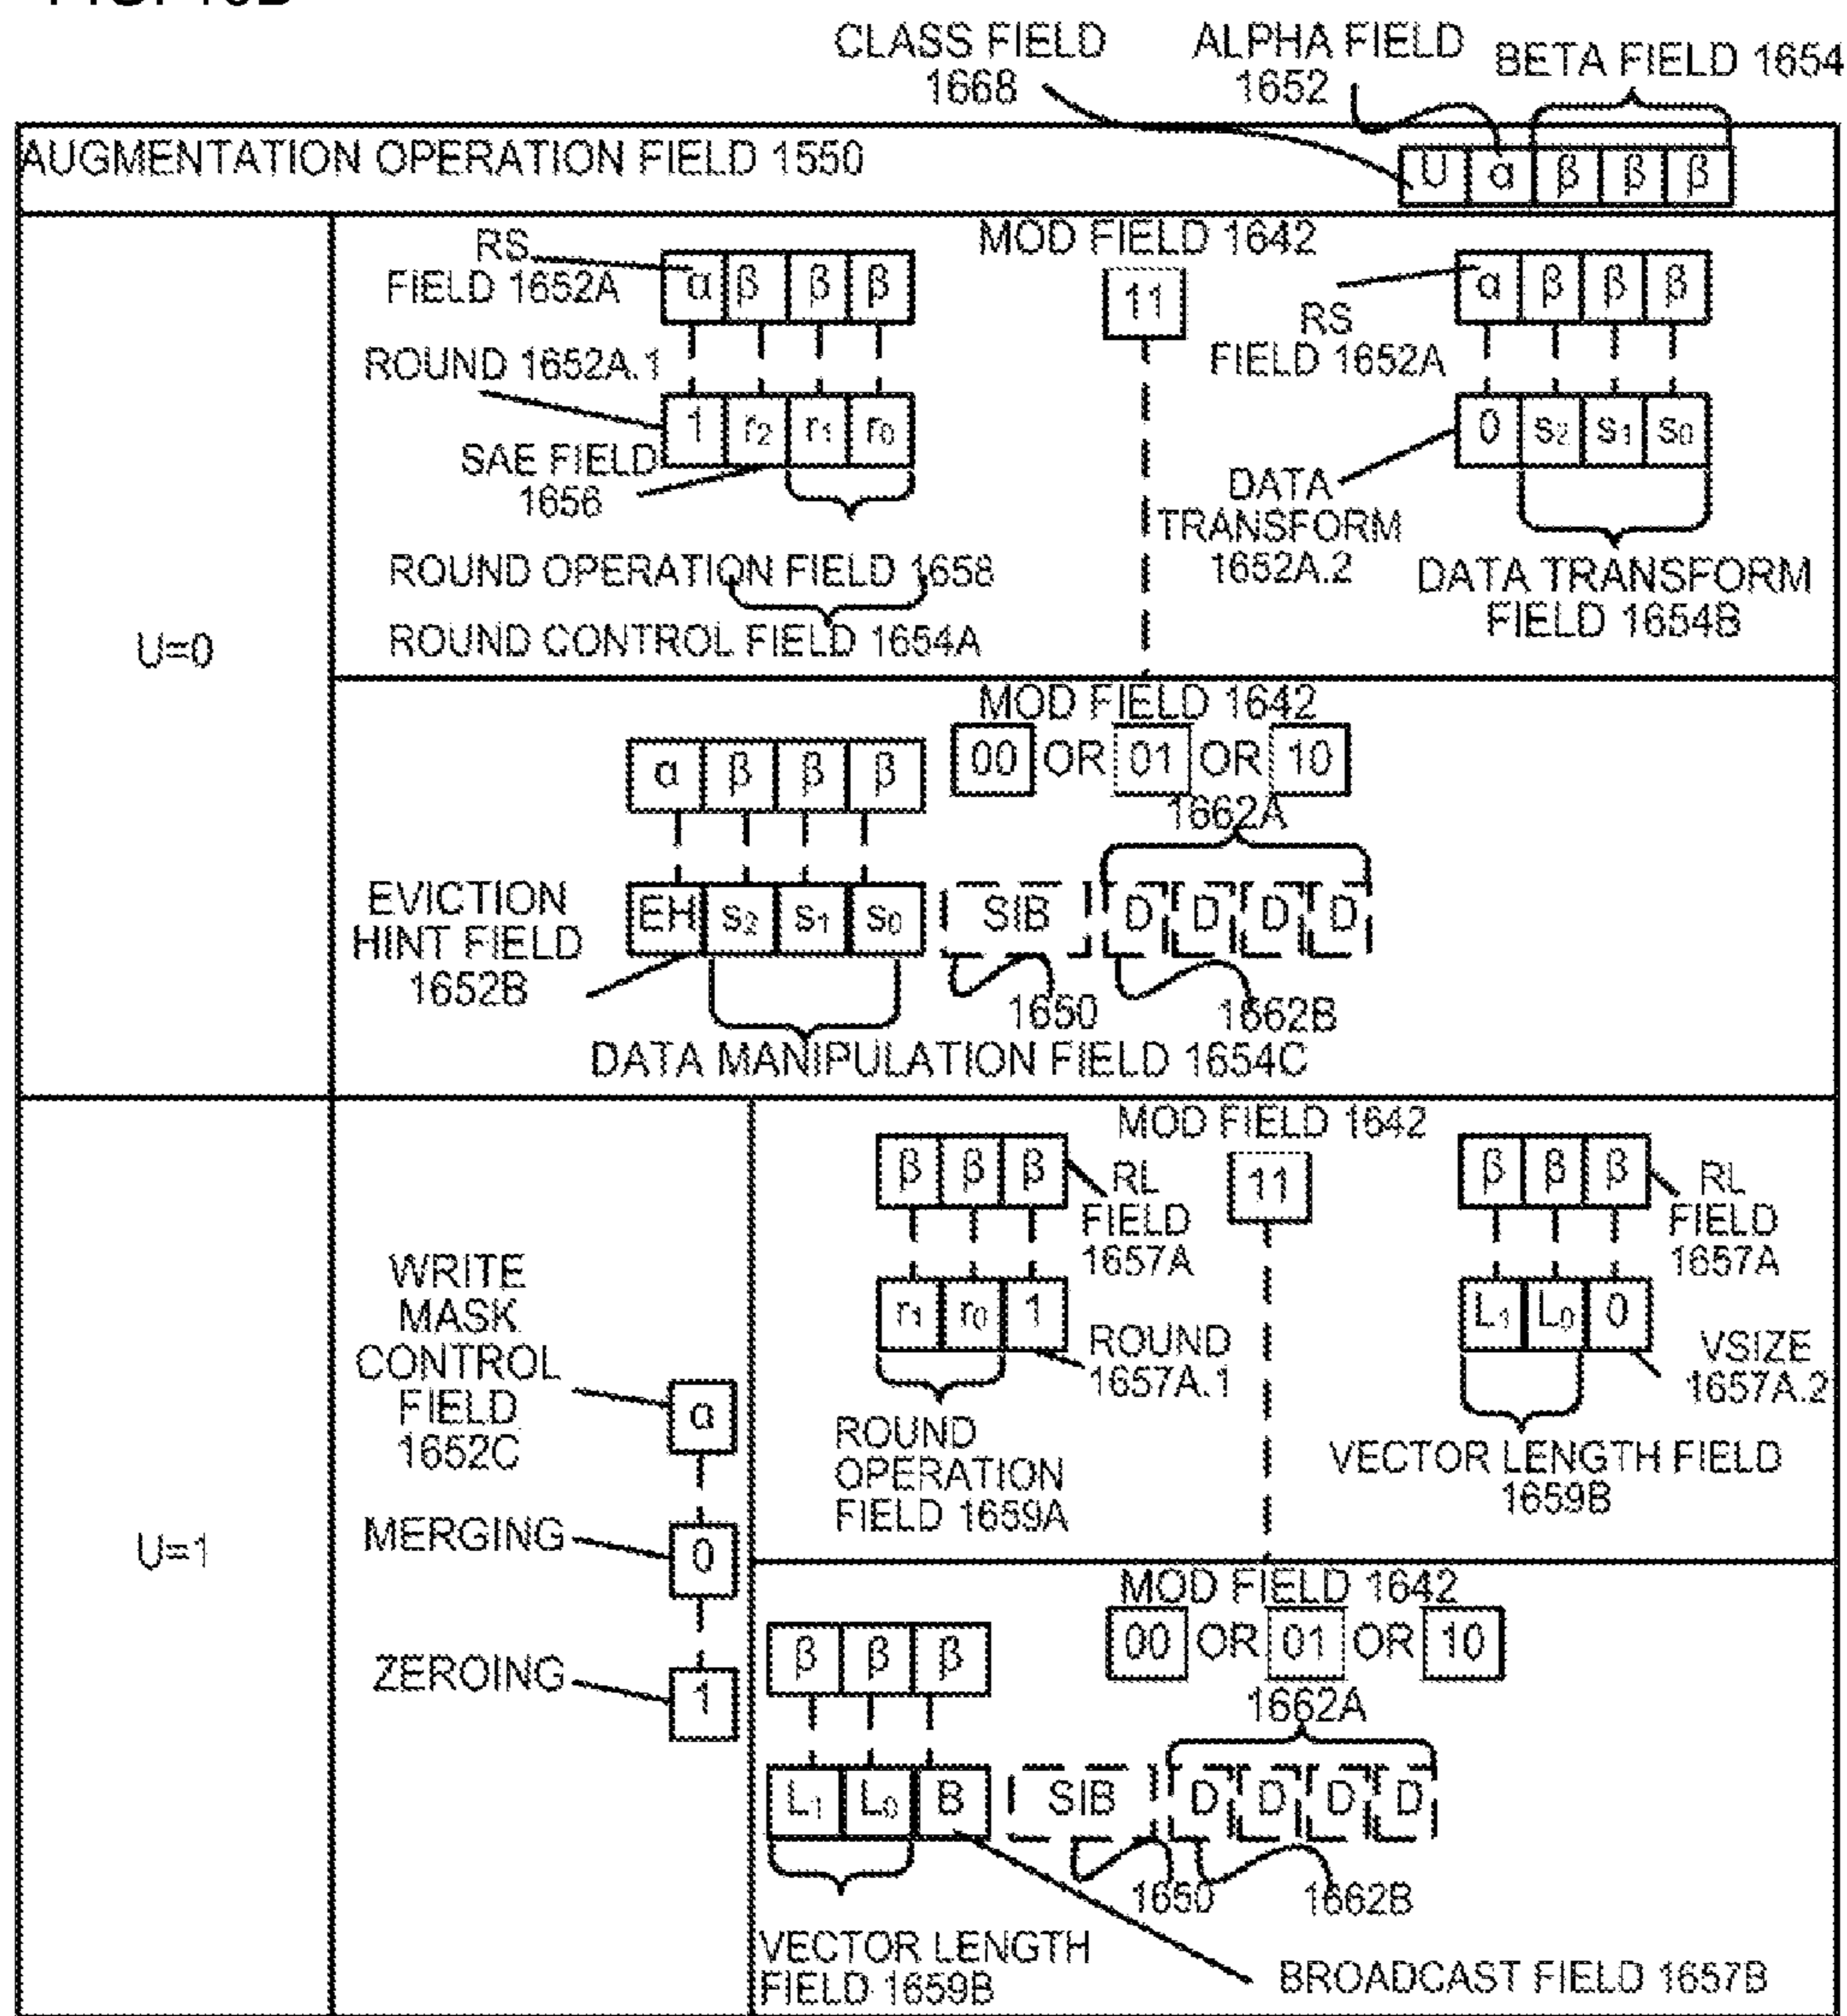 CLASS FIELD
1668
ALPHA FIELD
1652
BETA FIELD 1654
AUGMENTATION OPERATION FIELD 1550
U α β β β
U=0
MOD FIELD 1642
11
RS
FIELD 1652A
α β β β
ROUND 1652A.1
1 r2 r1 r0
SAE FIELD
1656
ROUND OPERATION FIELD 1658
ROUND CONTROL FIELD 1654A
α β β β
RS
FIELD 1652A
0 s2 s1 s0
DATA
TRANSFORM
1652A.2
DATA TRANSFORM
FIELD 1654B
MOD FIELD 1642
00 OR 01 OR 10
α β β β
1662A
EVICTION
HINT FIELD
1652B
EH s2 s1 s0 SIB D D D D
1650
1662B
DATA MANIPULATION FIELD 1654C
U=1
WRITE
MASK
CONTROL
FIELD
1652C
α
MERGING
0
ZEROING
1
MOD FIELD 1642
11
β β β
RL
FIELD
1657A
r1 r0 1
ROUND
1657A.1
ROUND
OPERATION
FIELD 1659A
β β β
RL
FIELD
1657A
L1 L0 0
VSIZE
1657A.2
VECTOR LENGTH FIELD
1659B
MOD FIELD 1642
00 OR 01 OR 10
β β β
1662A
L1 L0 B SIB D D D D
1650
1662B
VECTOR LENGTH
FIELD 1659B
BROADCAST FIELD 1657B